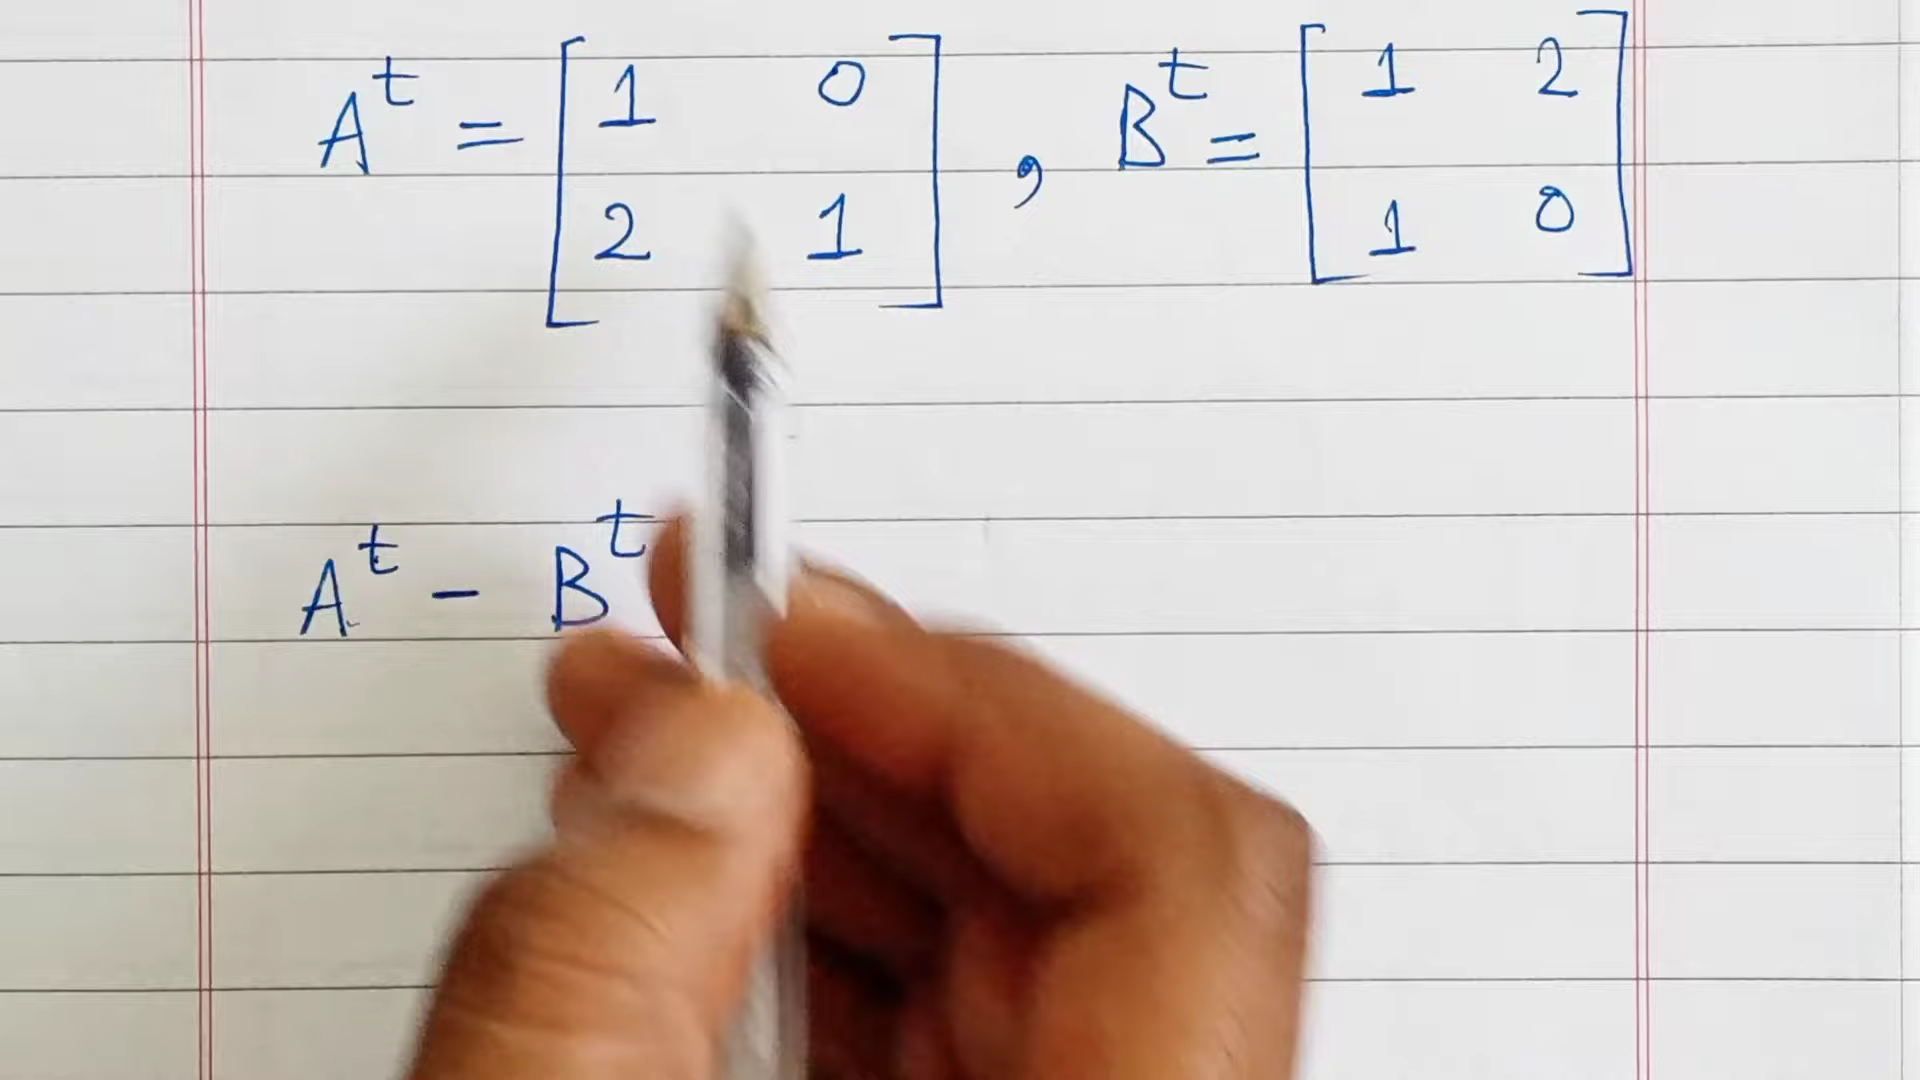 Aᵗ = [1 0
2 1], Bᵗ = [1 2
1 0]
Aᵗ - Bᵗ